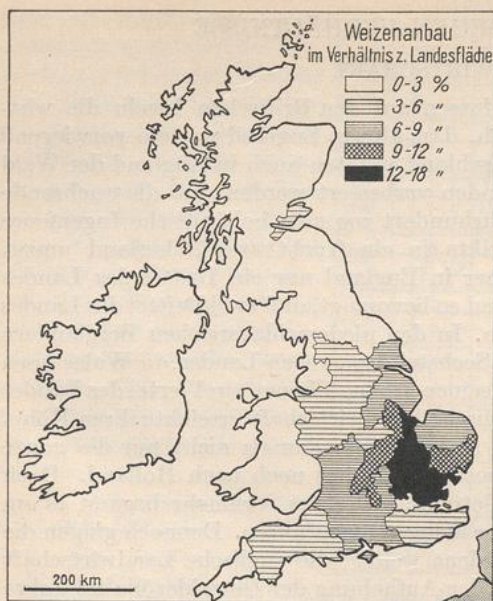 Weizenanbau
im Verhältnis z. Landesfläche
0-3 %
3-6 "
6-9 "
9-12 "
12-18 "
200 km